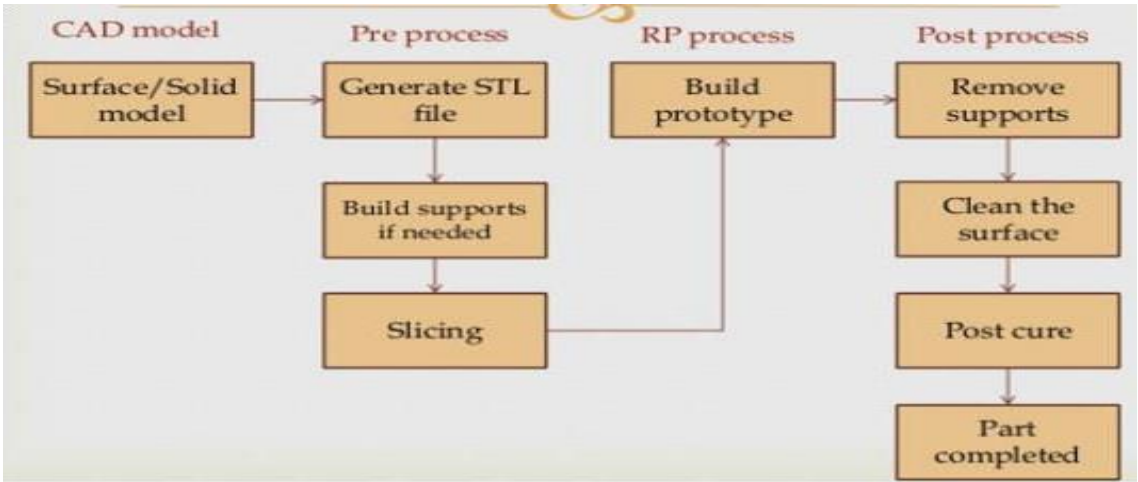 CAD model
Surface/Solid
model
Pre process
Generate STL
file
Build supports
if needed
Slicing
RP process
Build
prototype
Post process
Remove
supports
Clean the
surface
Post cure
Part
completed